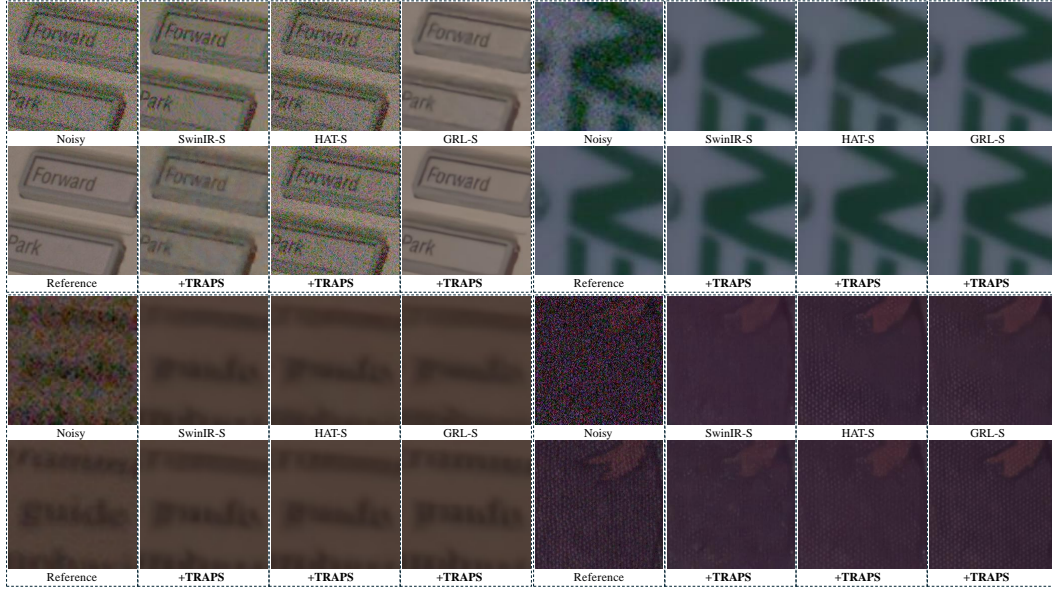 Forward Forward Forward Forward
Park Park Park Park
Noisy SwinIR-S HAT-S GRL-S Noisy SwinIR-S HAT-S GRL-S
Forward Forward Forward Forward
Park Park Park Park
Reference +TRAPS +TRAPS +TRAPS Reference +TRAPS +TRAPS +TRAPS
Noisy SwinIR-S HAT-S GRL-S Noisy SwinIR-S HAT-S GRL-S
guide
Reference +TRAPS +TRAPS +TRAPS Reference +TRAPS +TRAPS +TRAPS